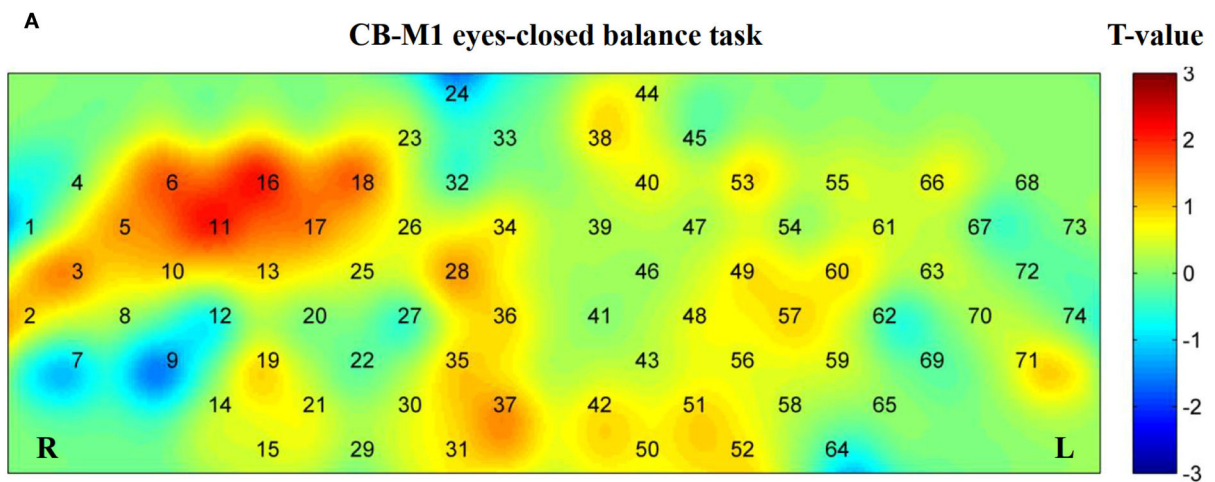 A
CB-M1 eyes-closed balance task
T-value
24 44
23 33 38 45
4 6 16 18 32 40 53 55 66 68
1 5 11 17 26 34 39 47 54 61 67 73
3 10 13 25 28 46 49 60 63 72
2 8 12 20 27 36 41 48 57 62 70 74
7 9 19 22 35 43 56 59 69 71
14 21 30 37 42 51 58 65
R 15 29 31 50 52 64 L
3
2
1
0
-1
-2
-3